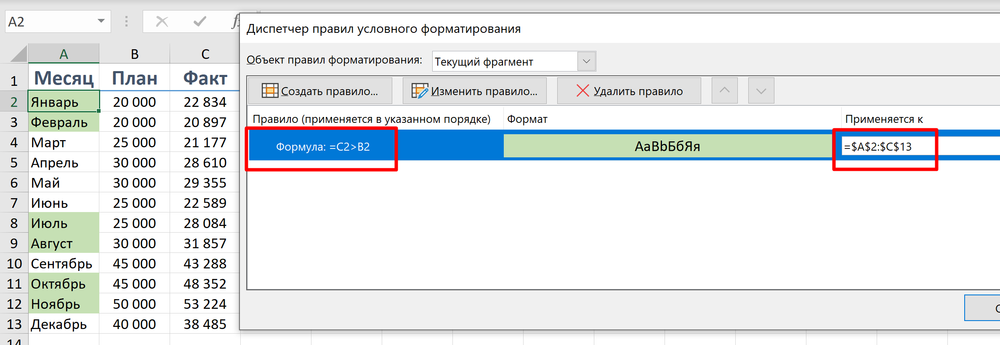 A2
Диспетчер правил условного форматирования
Объект правил форматирования: Текущий фрагмент
Создать правило... Изменить правило... Удалить правило
Правило (применяется в указанном порядке) Формат Применяется к
Формула: =C2>B2 АаВbБбЯя =$A$2:$C$13
A B C
1 Месяц План Факт
2 Январь 20 000 22 834
3 Февраль 20 000 20 897
4 Март 25 000 21 177
5 Апрель 30 000 28 610
6 Май 30 000 29 355
7 Июнь 25 000 22 589
8 Июль 25 000 28 084
9 Август 30 000 31 857
10 Сентябрь 45 000 43 288
11 Октябрь 45 000 48 352
12 Ноябрь 50 000 53 224
13 Декабрь 40 000 38 485
14